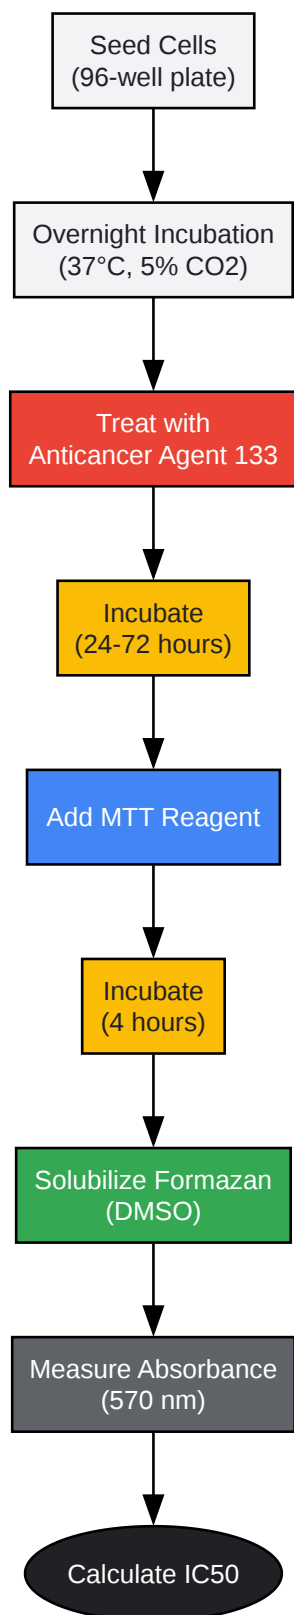 Seed Cells
(96-well plate)
Overnight Incubation
(37°C, 5% CO2)
Treat with
Anticancer Agent 133
Incubate
(24-72 hours)
Add MTT Reagent
Incubate
(4 hours)
Solubilize Formazan
(DMSO)
Measure Absorbance
(570 nm)
Calculate IC50